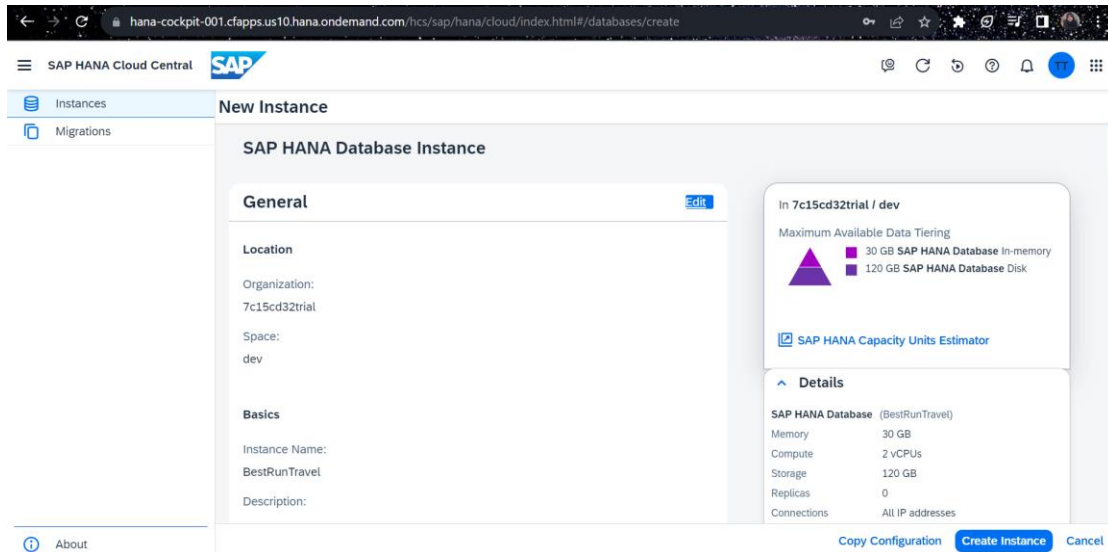 hana-cockpit-001.cfapps.us10.hana.ondemand.com/hcs/sap/hana/cloud/index.html#/databases/create
SAP HANA Cloud Central
SAP
TT
Instances
Migrations
New Instance
SAP HANA Database Instance
General
Edit
Location
Organization:
7c15cd32trial
Space:
dev
Basics
Instance Name:
BestRunTravel
Description:
In 7c15cd32trial / dev
Maximum Available Data Tiering
30 GB SAP HANA Database In-memory
120 GB SAP HANA Database Disk
SAP HANA Capacity Units Estimator
Details
SAP HANA Database (BestRunTravel)
Memory 30 GB
Compute 2 vCPUs
Storage 120 GB
Replicas 0
Connections All IP addresses
About
Copy Configuration Create Instance Cancel